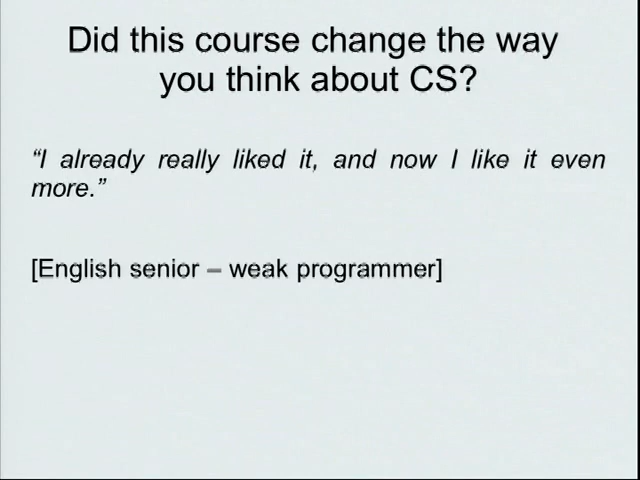 Did this course change the way
you think about CS?
“I already really liked it, and now I like it even
more.”
[English senior – weak programmer]